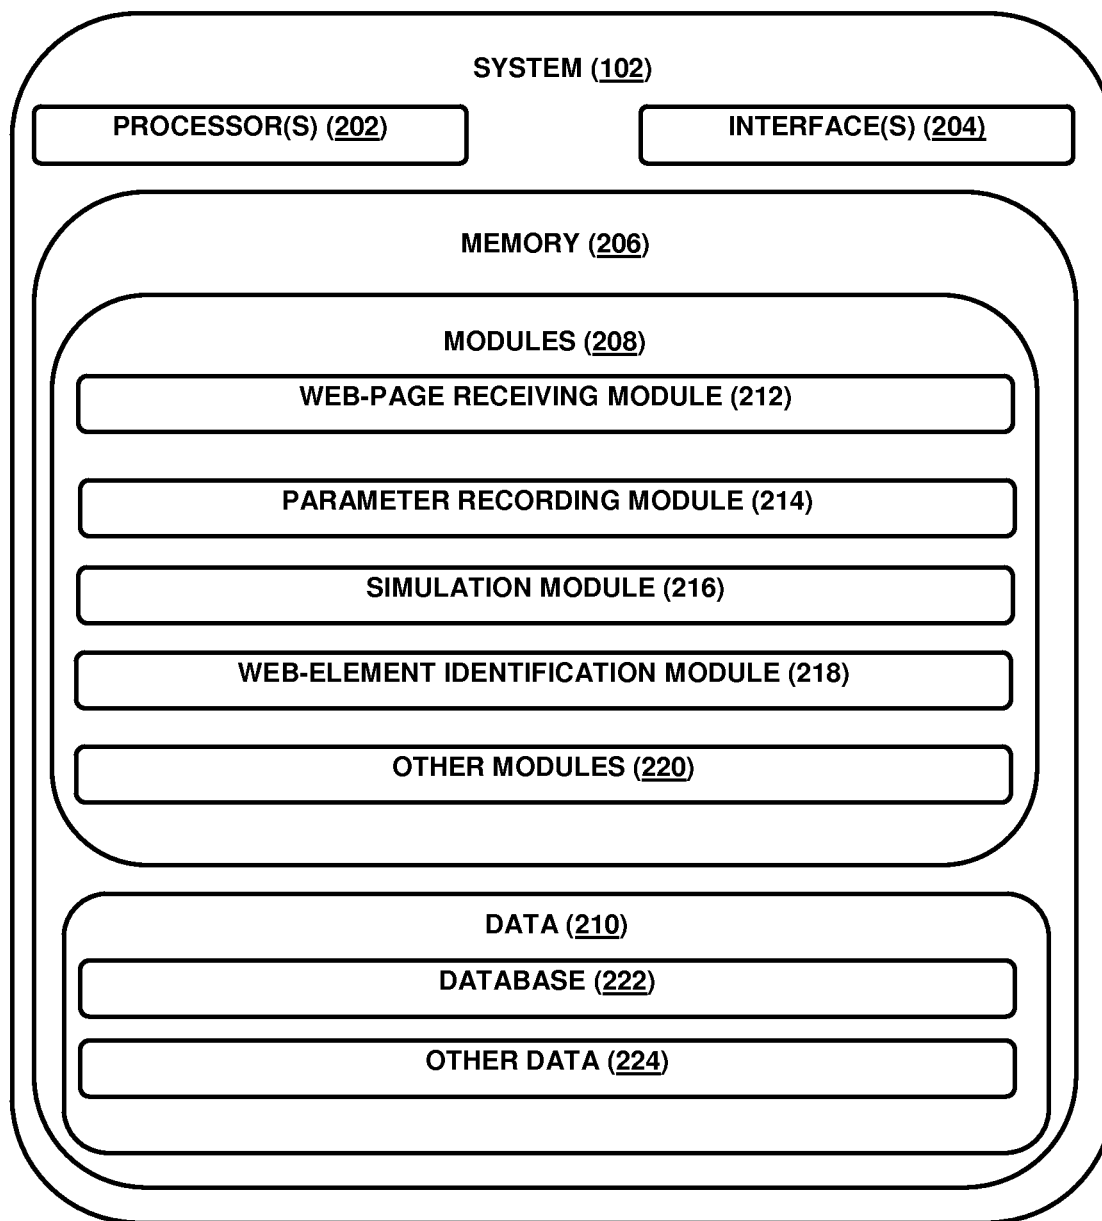 SYSTEM (102)
PROCESSOR(S) (202)
INTERFACE(S) (204)
MEMORY (206)
MODULES (208)
WEB-PAGE RECEIVING MODULE (212)
PARAMETER RECORDING MODULE (214)
SIMULATION MODULE (216)
WEB-ELEMENT IDENTIFICATION MODULE (218)
OTHER MODULES (220)
DATA (210)
DATABASE (222)
OTHER DATA (224)